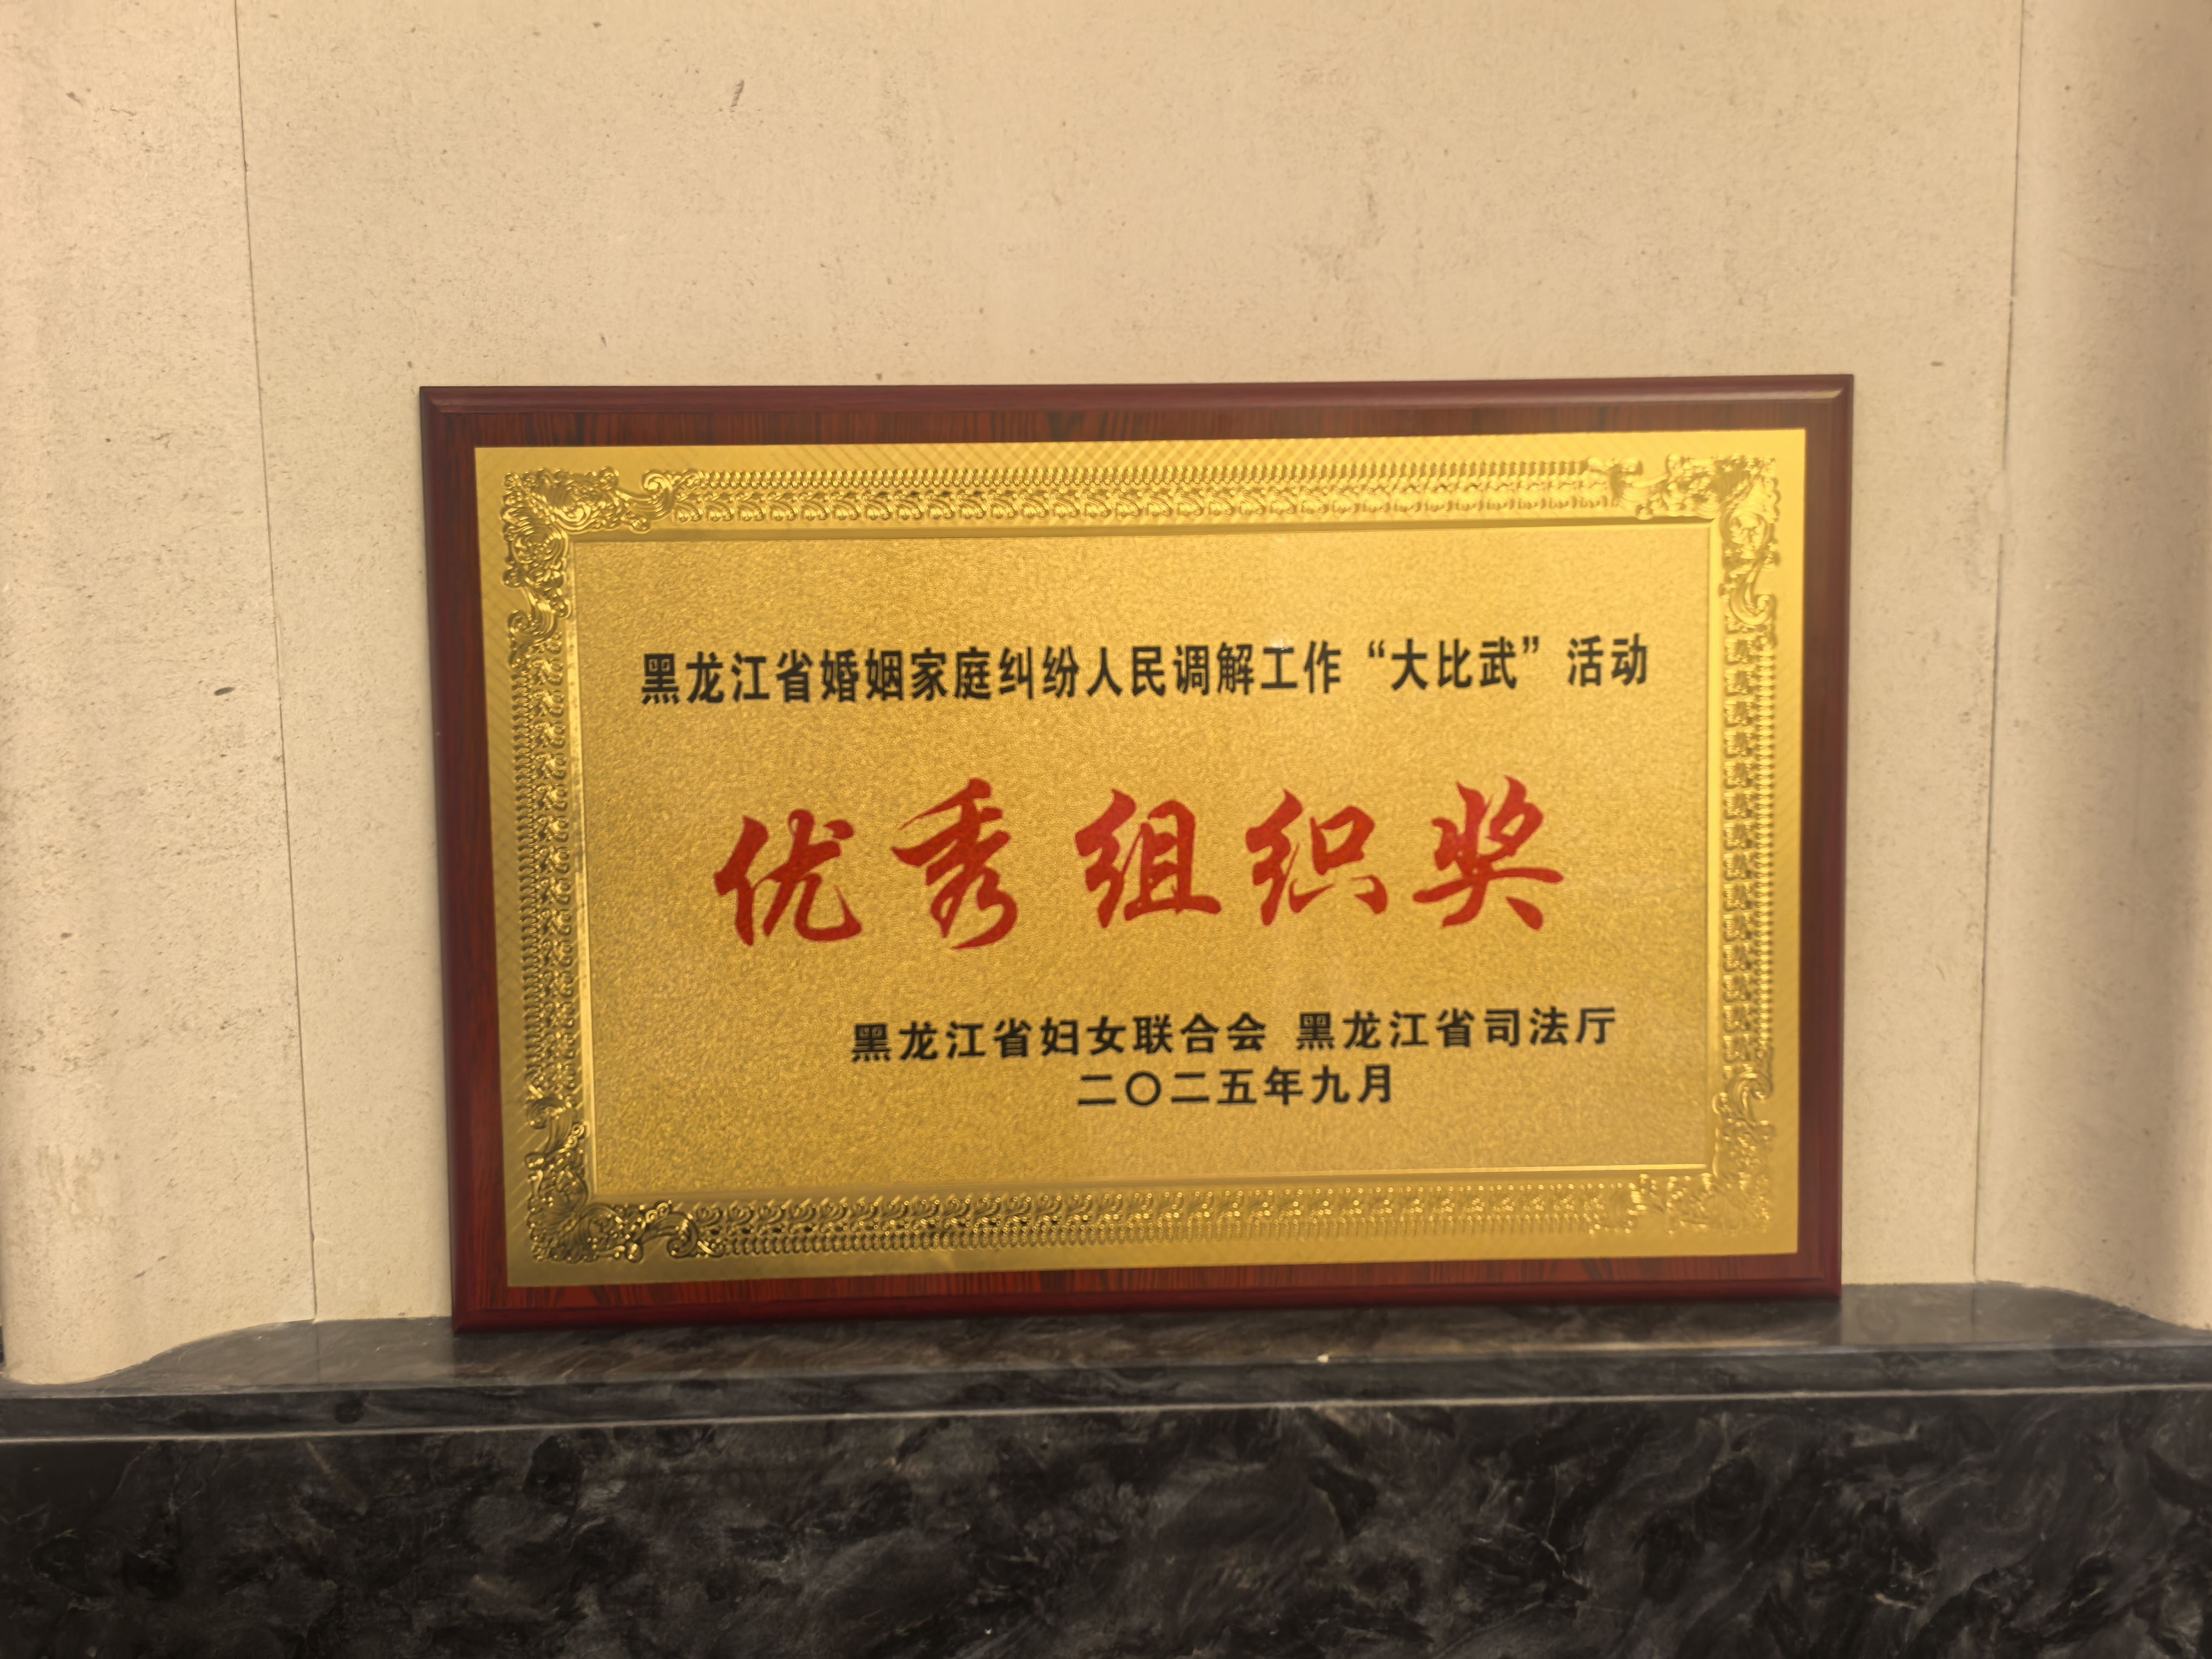 黑龙江省婚姻家庭纠纷人民调解工作“大比武”活动
优秀组织奖
黑龙江省妇女联合会 黑龙江省司法厅
二〇二五年九月